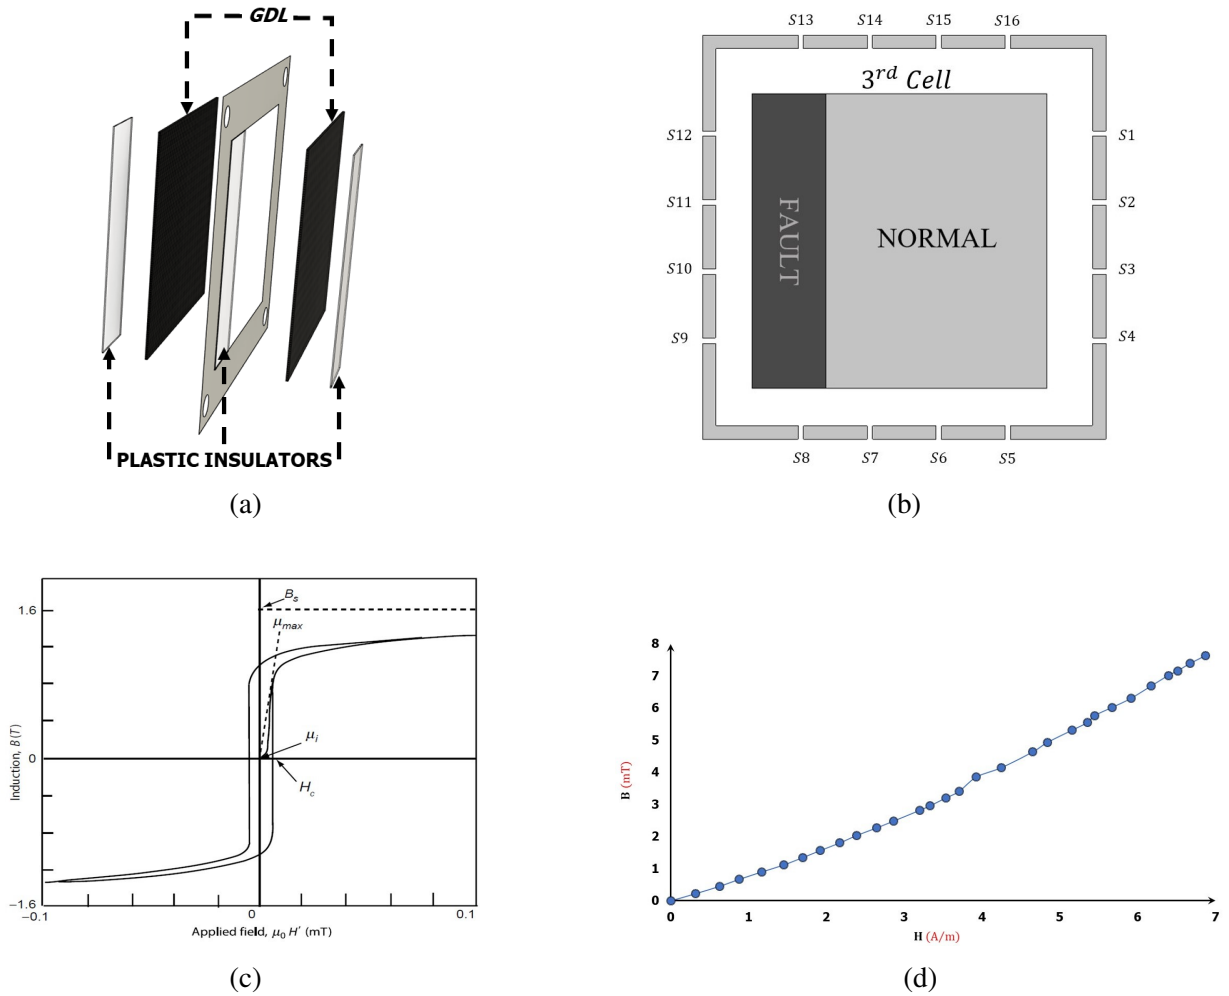 GDL
PLASTIC INSULATORS
(a)
S13 S14 S15 S16
3rd Cell
S12 S1
S11 S2
S10 S3
S9 S4
FAULT
NORMAL
S8 S7 S6 S5
(b)
Induction, B (T)
1.6
0
−1.6
Bs
μmax
μi
Hc
−0.1 0 0.1
Applied field, μ0 H′ (mT)
(c)
B (mT)
8
7
6
5
4
3
2
1
0
0 1 2 3 4 5 6 7
H (A/m)
(d)